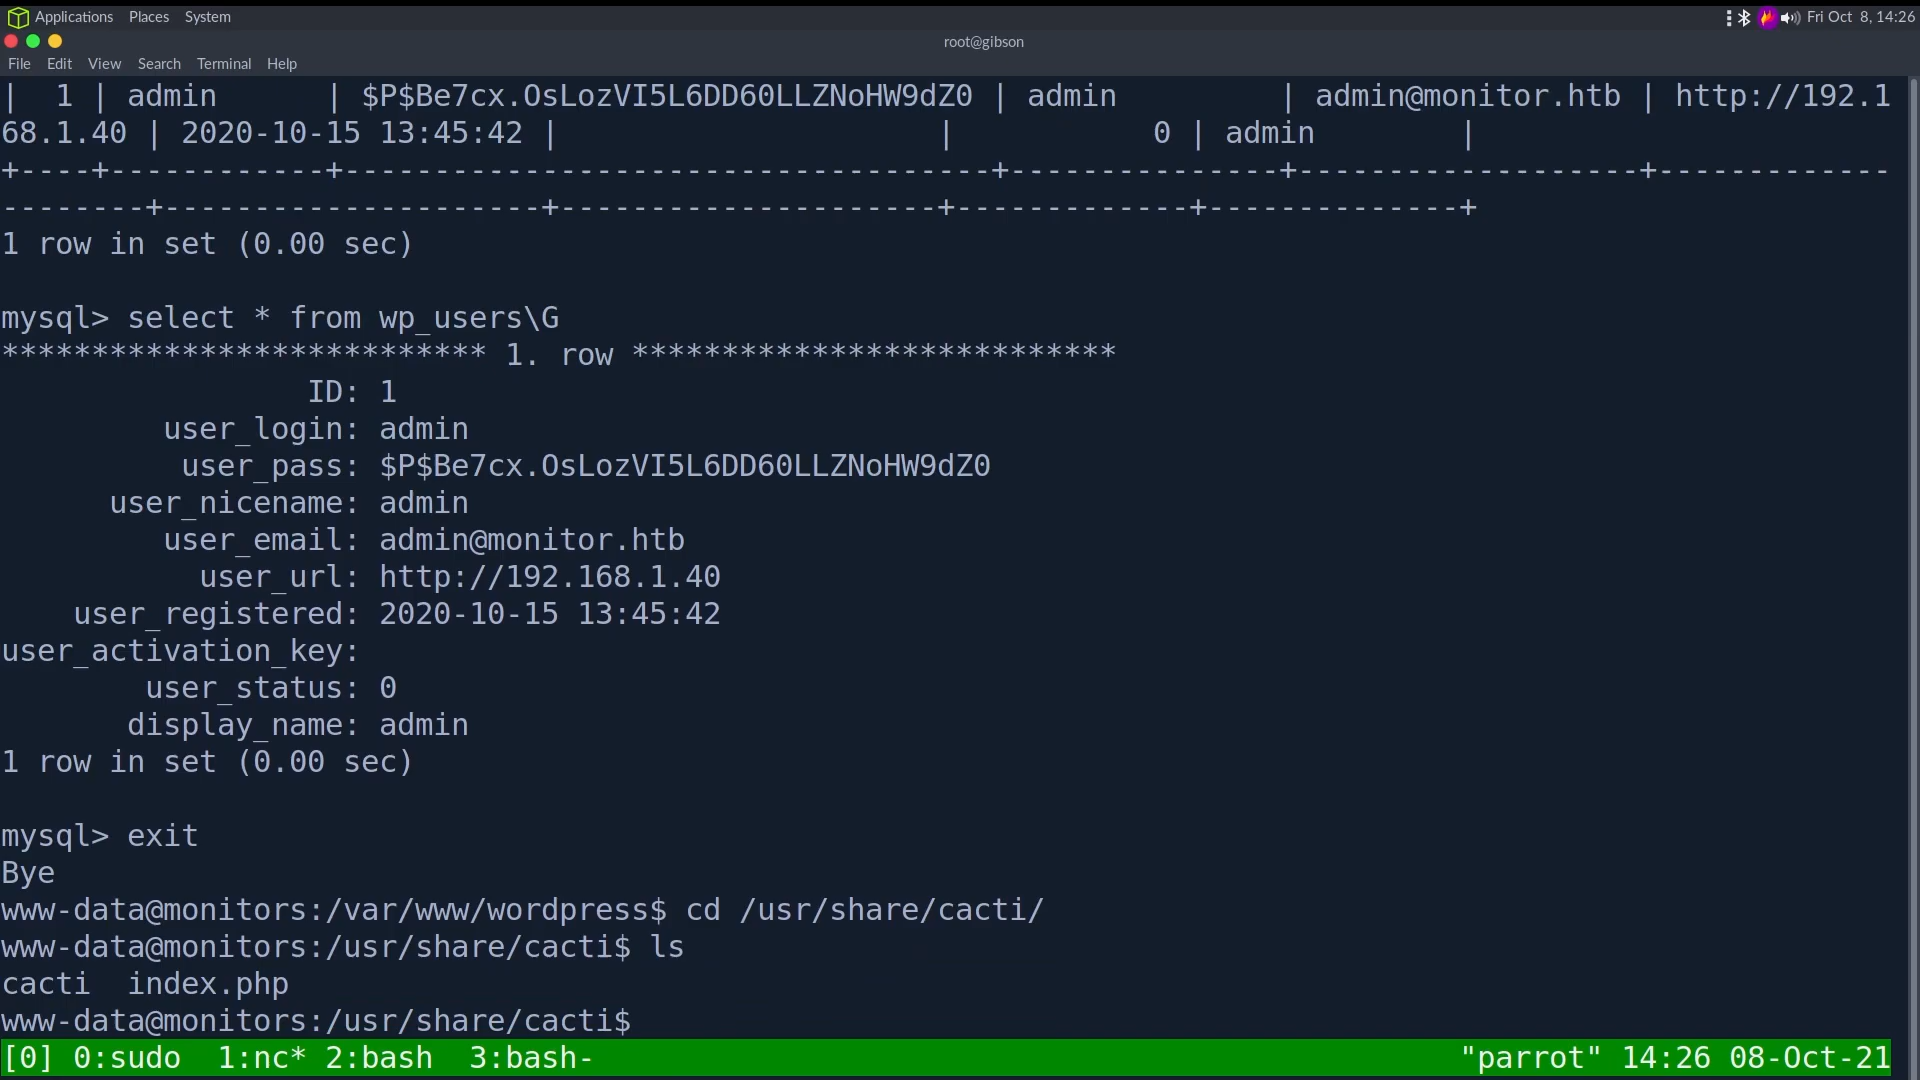 Applications Places System
Fri Oct 8, 14:26
root@gibson
File Edit View Search Terminal Help
|  1 | admin      | $P$Be7cx.OsLozVI5L6DD60LLZNoHW9dZ0 | admin         | admin@monitor.htb | http://192.1
68.1.40 | 2020-10-15 13:45:42 |                     |           0 | admin        |
+----+------------+------------------------------------+---------------+-------------------+-------------
--------+---------------------+---------------------+-------------+--------------+
1 row in set (0.00 sec)
mysql> select * from wp_users\G
*************************** 1. row ***************************
                 ID: 1
         user_login: admin
          user_pass: $P$Be7cx.OsLozVI5L6DD60LLZNoHW9dZ0
      user_nicename: admin
         user_email: admin@monitor.htb
           user_url: http://192.168.1.40
    user_registered: 2020-10-15 13:45:42
user_activation_key:
        user_status: 0
       display_name: admin
1 row in set (0.00 sec)
mysql> exit
Bye
www-data@monitors:/var/www/wordpress$ cd /usr/share/cacti/
www-data@monitors:/usr/share/cacti$ ls
cacti  index.php
www-data@monitors:/usr/share/cacti$
[0] 0:sudo  1:nc* 2:bash  3:bash-    "parrot" 14:26 08-Oct-21